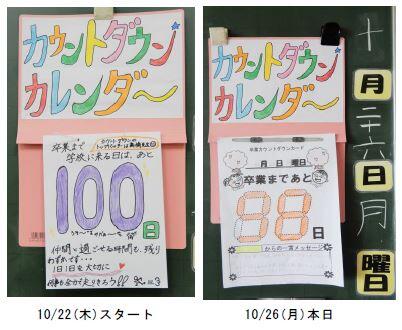 カウントダウン
カレンダ〜
卒業まで
学校に来る日は、あと
100
日
仲間と過ごせる時間も、残り
わずかです・・・
1日1日を大切に
カウントダウン
カレンダ〜
卒業カウントダウンカード
月 日 曜日
卒業まであと
98
日
からの一言メッセージ
十
月
二十六
日
月
曜日
10/22(木)スタート
10/26(月)本日